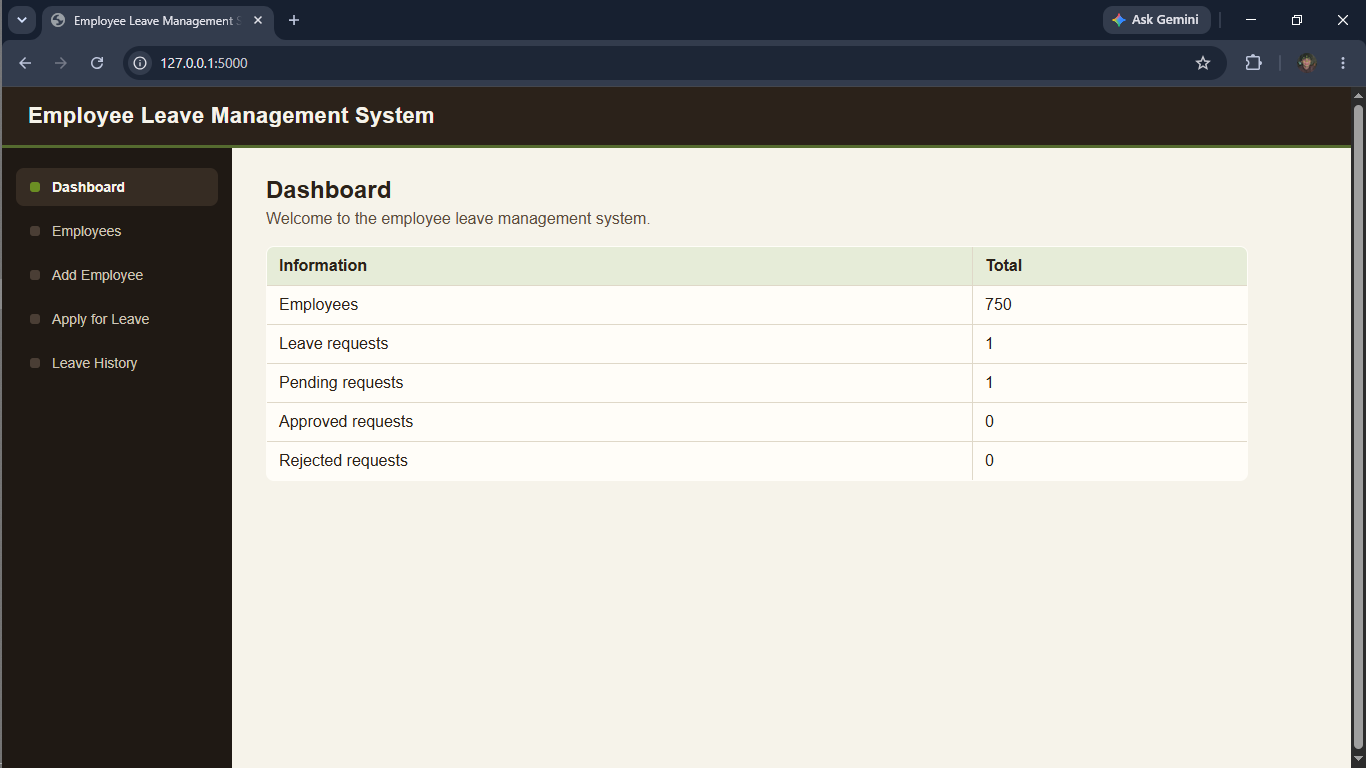 Employee Leave Management S
Ask Gemini
127.0.0.1:5000
Employee Leave Management System
Dashboard
Employees
Add Employee
Apply for Leave
Leave History
Dashboard
Welcome to the employee leave management system.
Information Total
Employees 750
Leave requests 1
Pending requests 1
Approved requests 0
Rejected requests 0